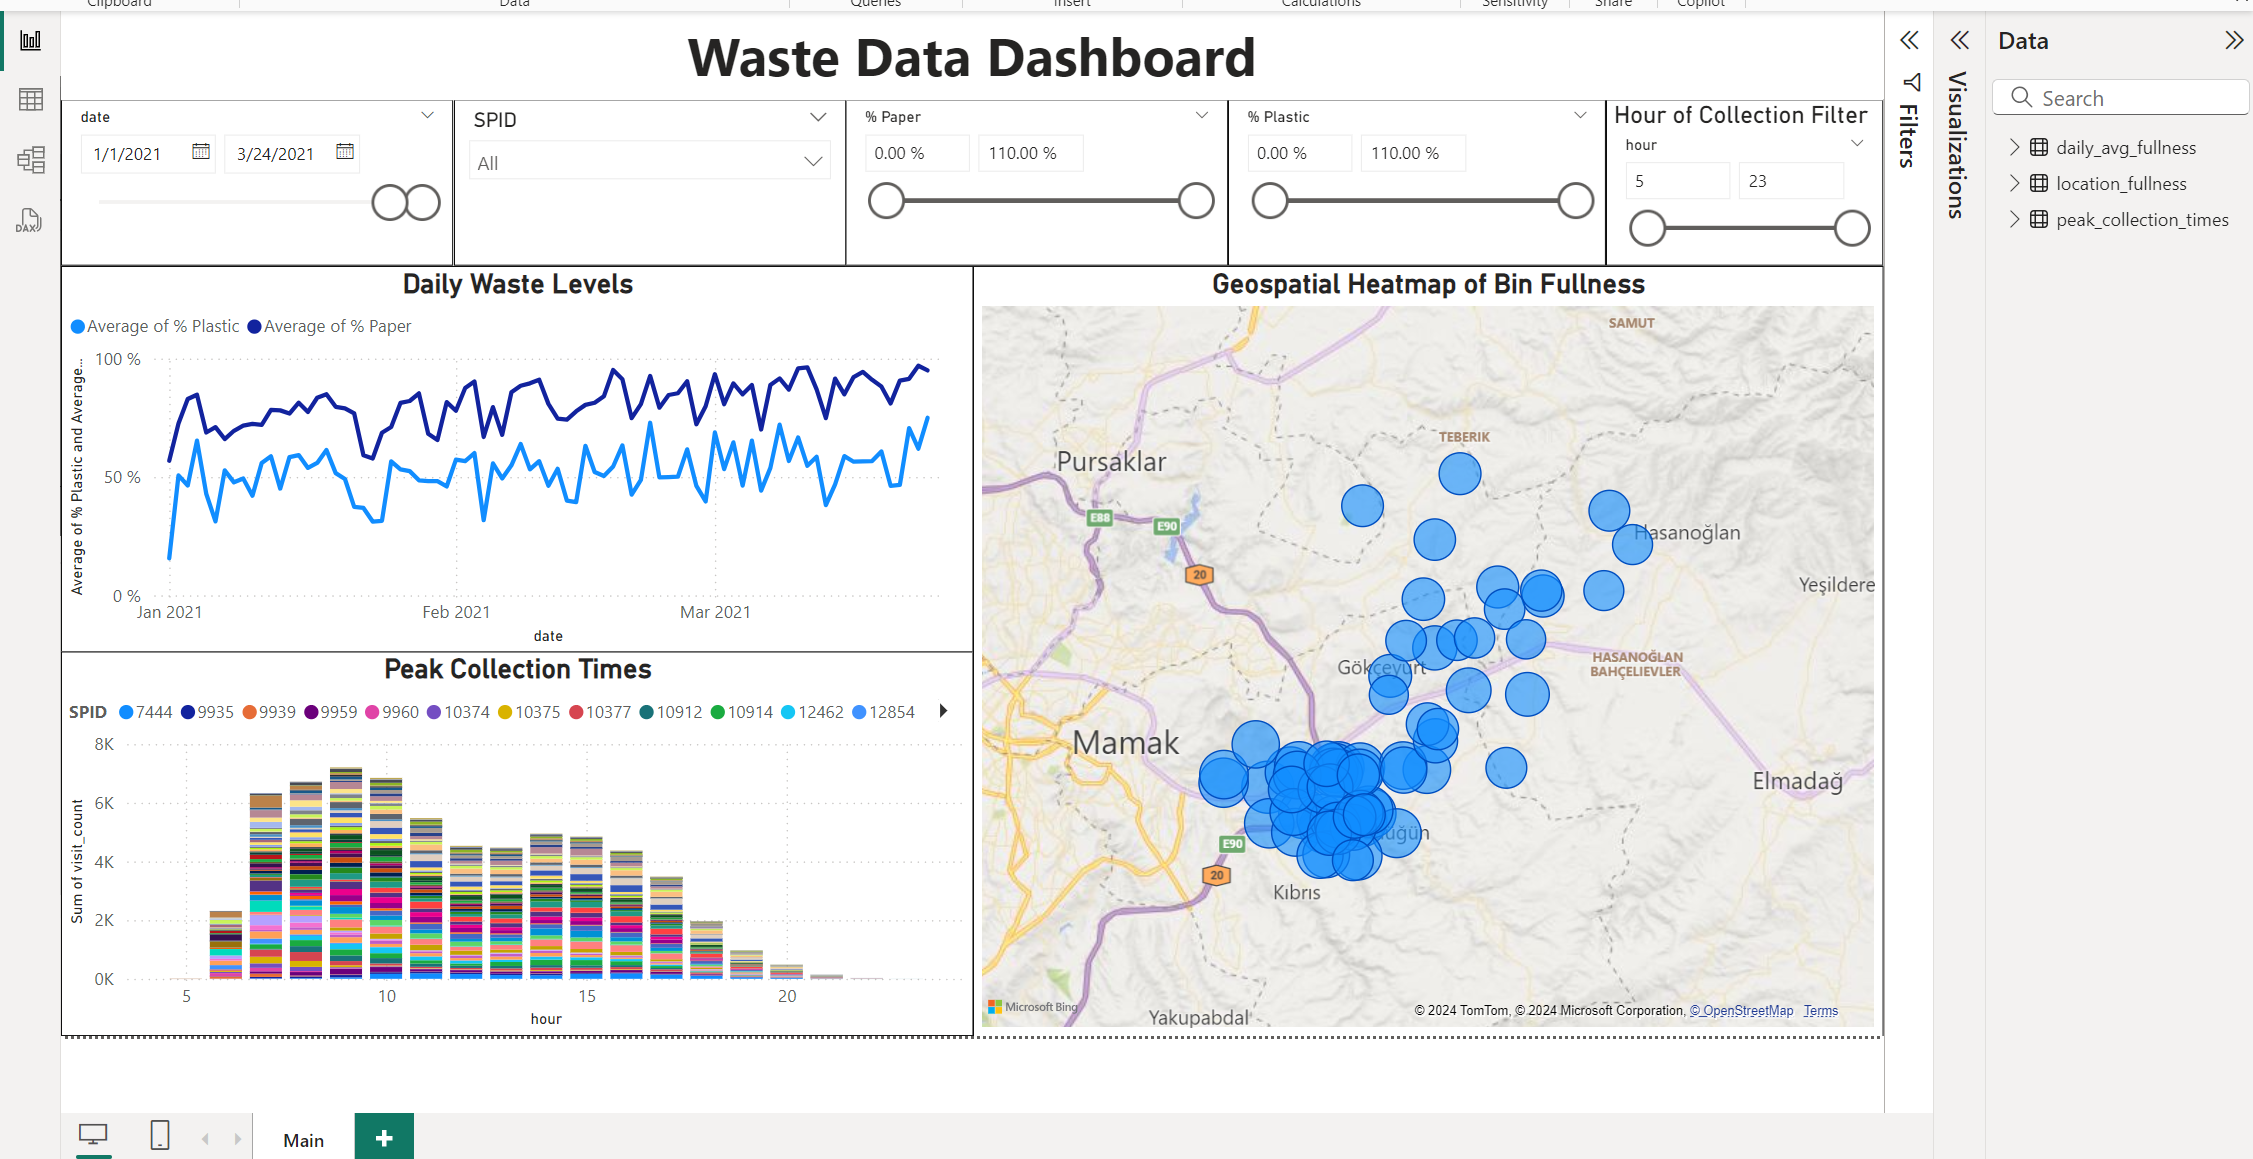 Clipboard
Data
Queries
Insert
Calculations
Sensitivity
Share
Copilot
Waste Data Dashboard
date
1/1/2021
3/24/2021
SPID
All
% Paper
0.00 %
110.00 %
% Plastic
0.00 %
110.00 %
Hour of Collection Filter
hour
5
23
Filters
Visualizations
Data
Search
daily_avg_fullness
location_fullness
peak_collection_times
DAX
Daily Waste Levels
Average of % Plastic
Average of % Paper
Average of % Plastic and Average...
100 %
50 %
0 %
Jan 2021
Feb 2021
Mar 2021
date
Peak Collection Times
SPID
7444
9935
9939
9959
9960
10374
10375
10377
10912
10914
12462
12854
Sum of visit_count
8K
6K
4K
2K
0K
5
10
15
20
hour
Geospatial Heatmap of Bin Fullness
SAMUT
TEBERIK
Pursaklar
E88
E90
20
Hasanoğlan
Yeşildere
HASANOĞLAN
BAHÇELIEVLER
Gökçeyurt
Mamak
Elmadağ
E90
20
Kıbrıs
Yakupabdal
Microsoft Bing
© 2024 TomTom, © 2024 Microsoft Corporation, © OpenStreetMap Terms
Main